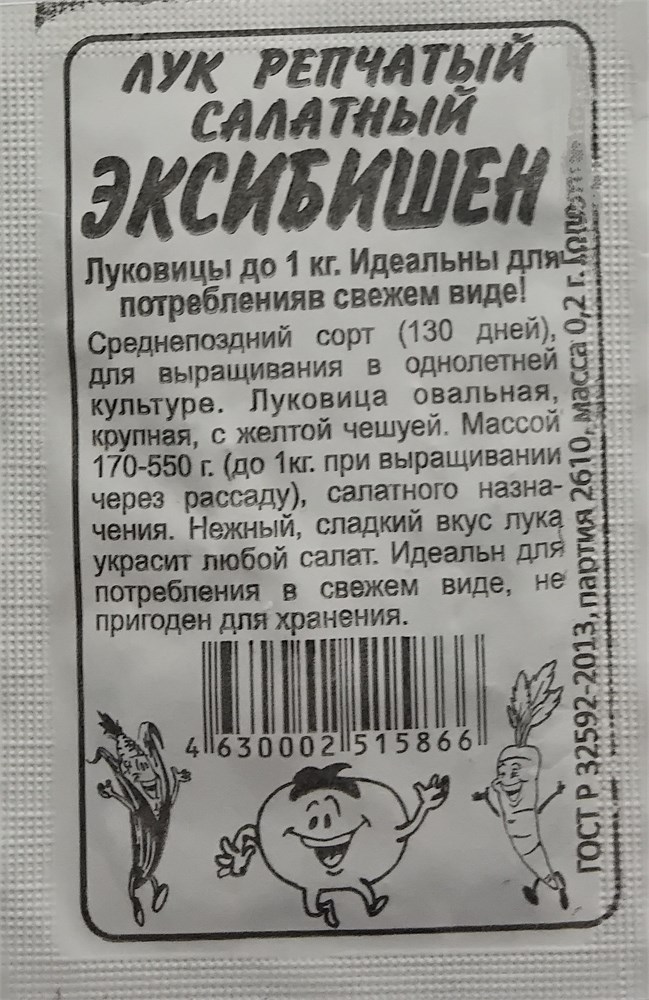 ЛУК РЕПЧАТЫЙ
САЛАТНЫЙ
ЭКСИБИШЕН
Луковицы до 1 кг. Идеальны для
потребленияв свежем виде!
Среднепоздний сорт (130 дней),
для выращивания в однолетней
культуре. Луковица овальная,
крупная, с желтой чешуей. Массой
170-550 г. (до 1кг. при выращивании
через рассаду), салатного назна-
чения. Нежный, сладкий вкус лука
украсит любой салат. Идеальн для
потребления в свежем виде, не
пригоден для хранения.
4 630002 515866
ГОСТ Р 32592-2013, партия 2610, масса 0,2 г.